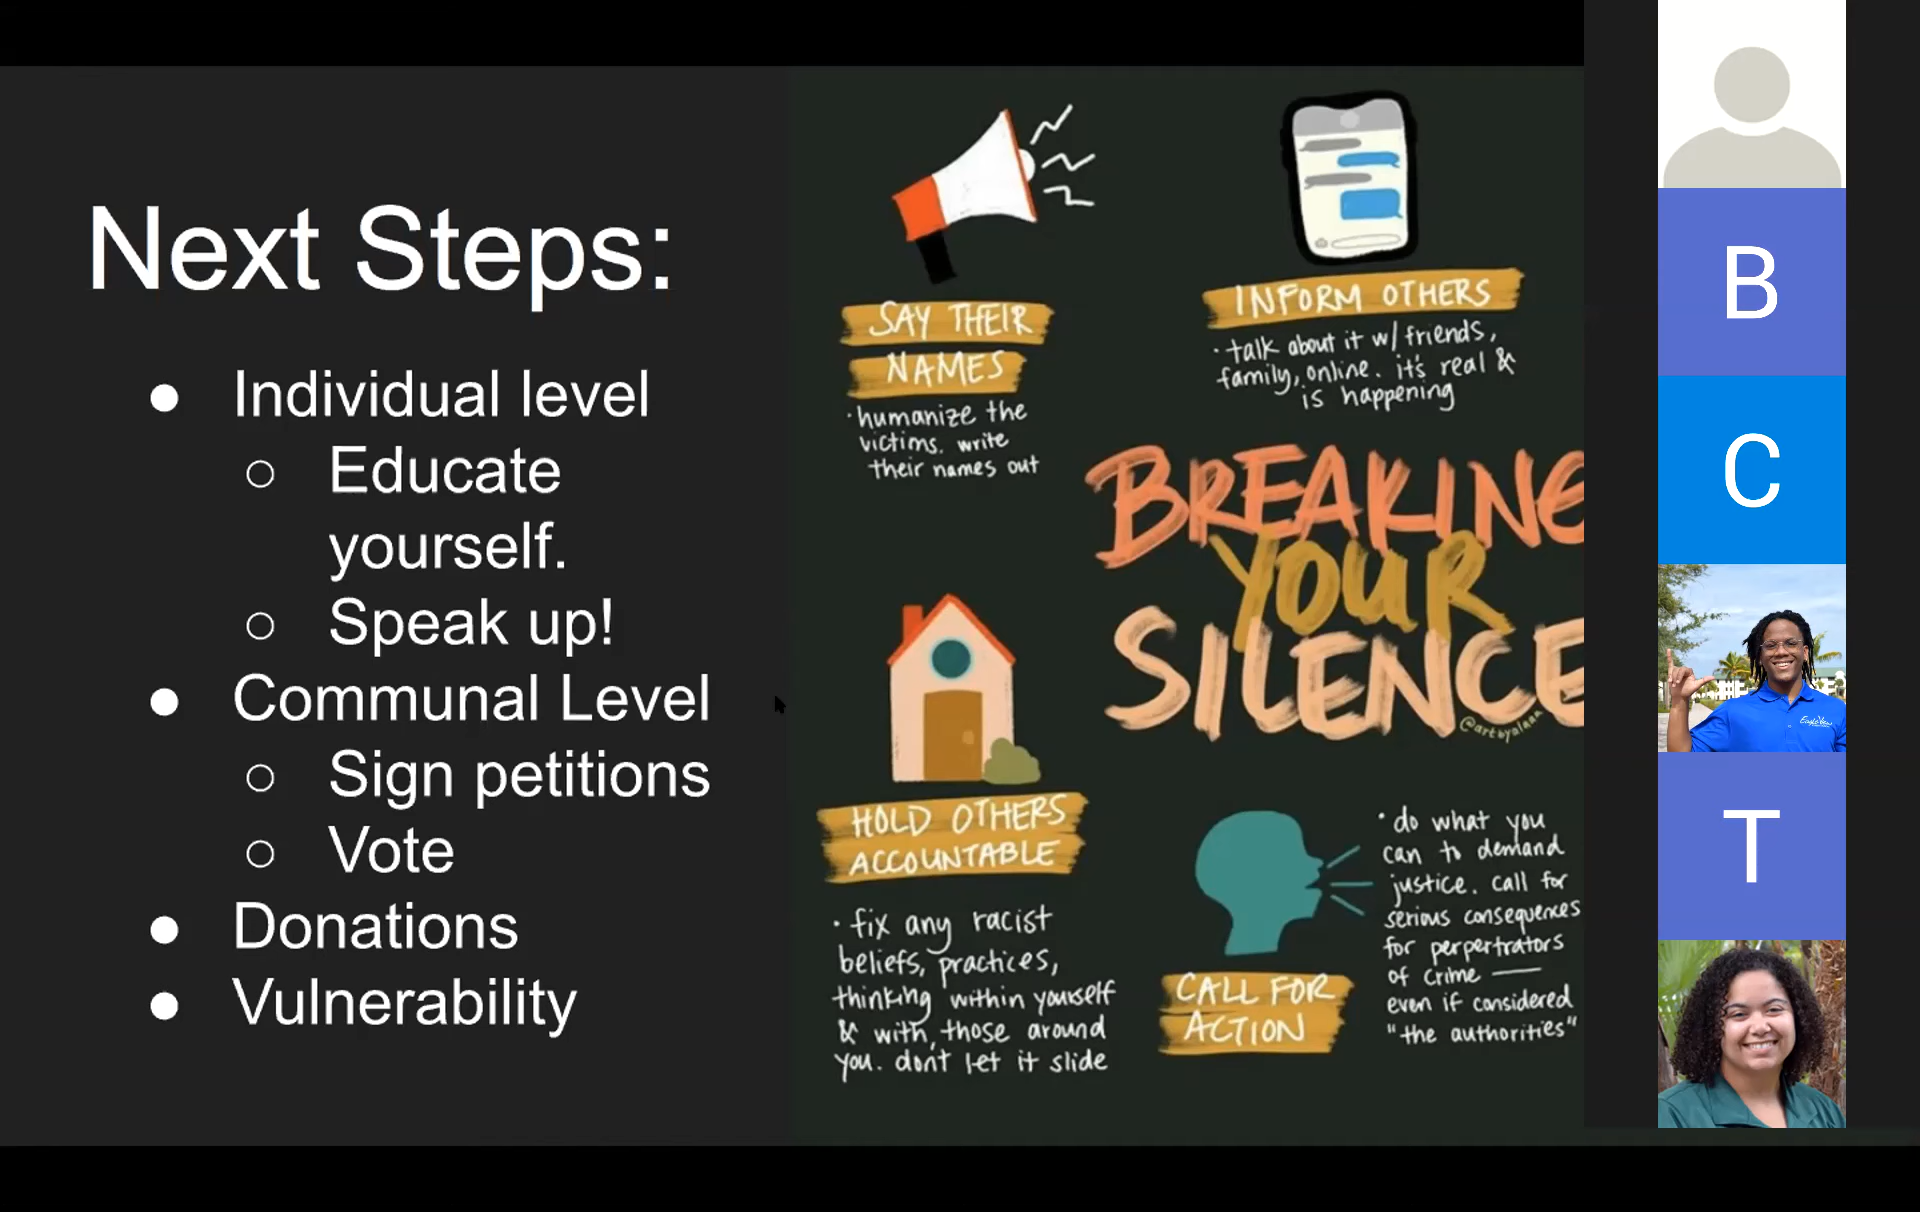 Next Steps:
● Individual level
○ Educate
yourself.
○ Speak up!
● Communal Level
○ Sign petitions
○ Vote
● Donations
● Vulnerability
SAY THEIR
NAMES
· humanize the
victims. write
their names out
INFORM OTHERS
· talk about it w/ friends,
family, online. it's real &
is happening
BREAKING
YOUR
SILENCE
HOLD OTHERS
ACCOUNTABLE
· fix any racist
beliefs, practices,
thinking within yourself
& with, those around
you. dont let it slide
CALL FOR
ACTION
· do what you
can to demand
justice. call for
serious consequences
for perpertrators
of crime —
even if considered
"the authorities"
B
C
T